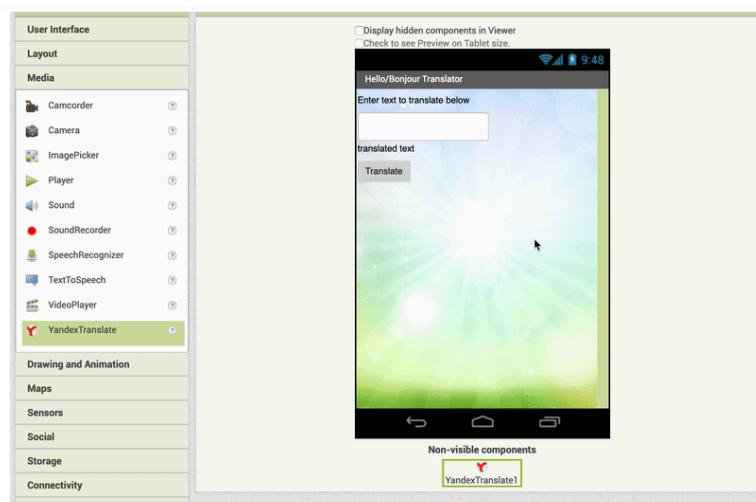 User Interface
Layout
Media
Camcorder
Camera
ImagePicker
Player
Sound
SoundRecorder
SpeechRecognizer
TextToSpeech
VideoPlayer
YandexTranslate
Drawing and Animation
Maps
Sensors
Social
Storage
Connectivity
Display hidden components in Viewer
Check to see Preview on Tablet size.
9:48
Hello/Bonjour Translator
Enter text to translate below
translated text
Translate
Non-visible components
YandexTranslate1